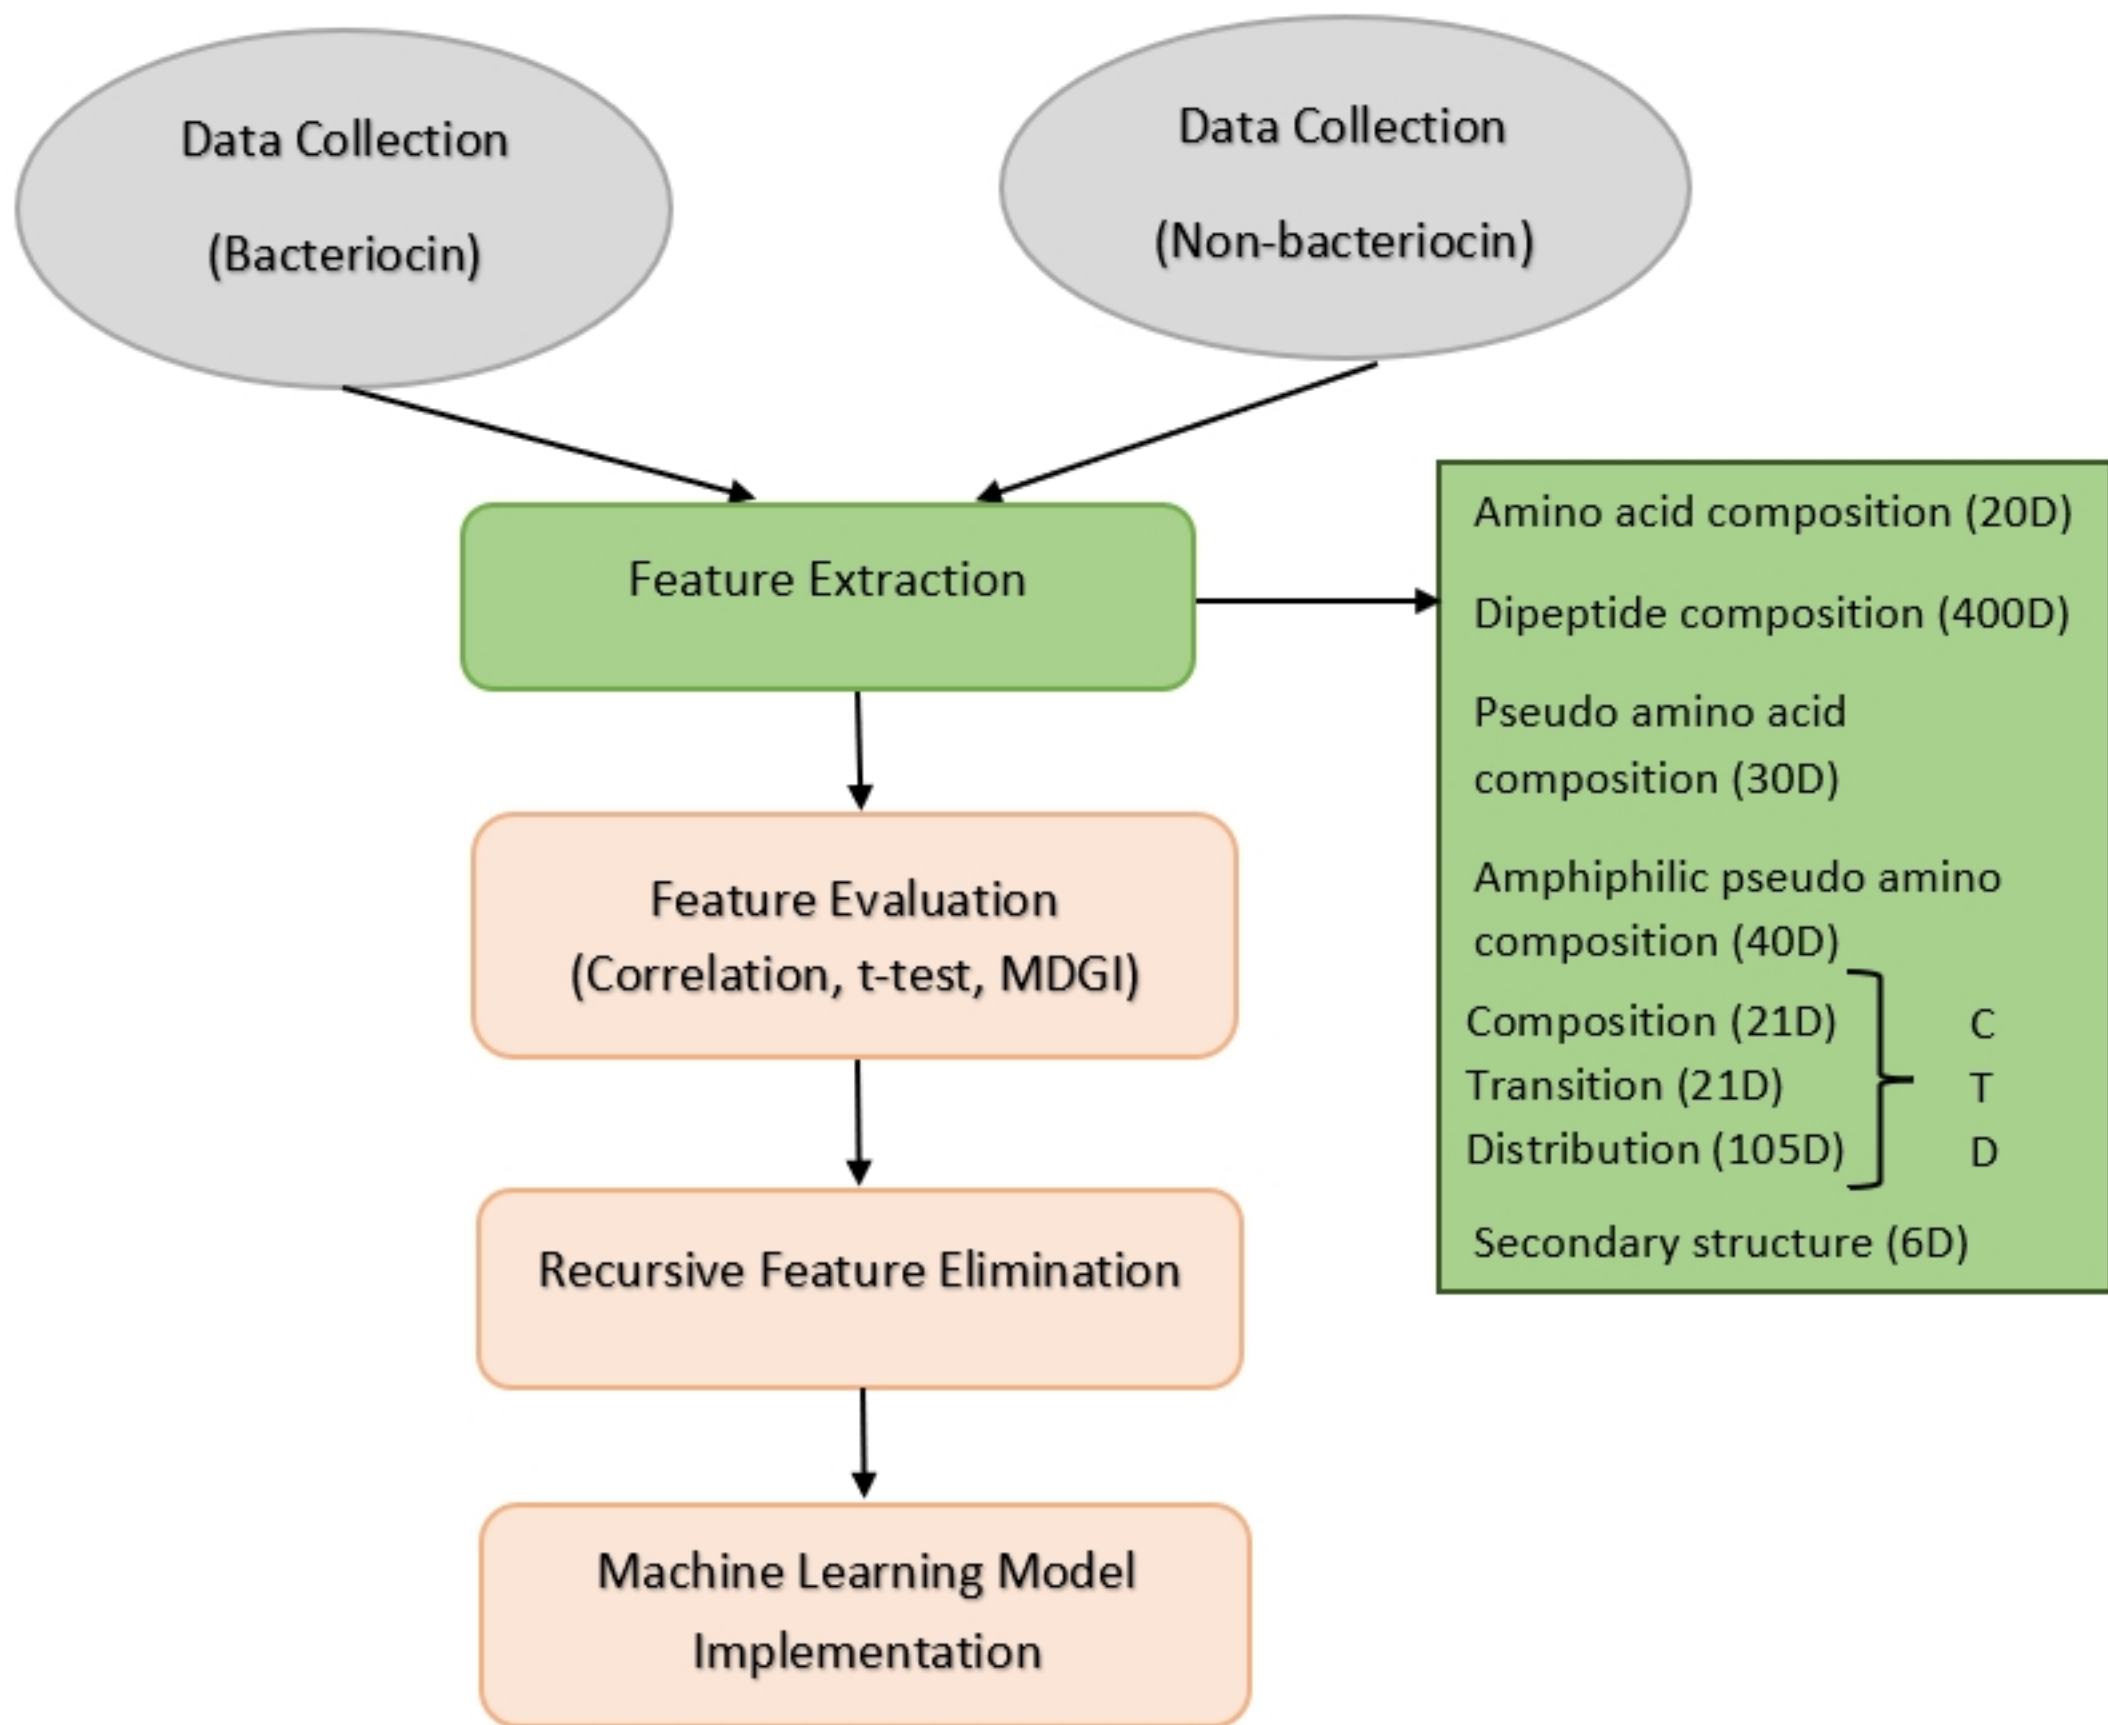 Data Collection
(Bacteriocin)
Data Collection
(Non-bacteriocin)
Feature Extraction
Amino acid composition (20D)
Dipeptide composition (400D)
Pseudo amino acid
composition (30D)
Amphiphilic pseudo amino
composition (40D)
Composition (21D) C
Transition (21D) T
Distribution (105D) D
Secondary structure (6D)
Feature Evaluation
(Correlation, t-test, MDGI)
Recursive Feature Elimination
Machine Learning Model
Implementation